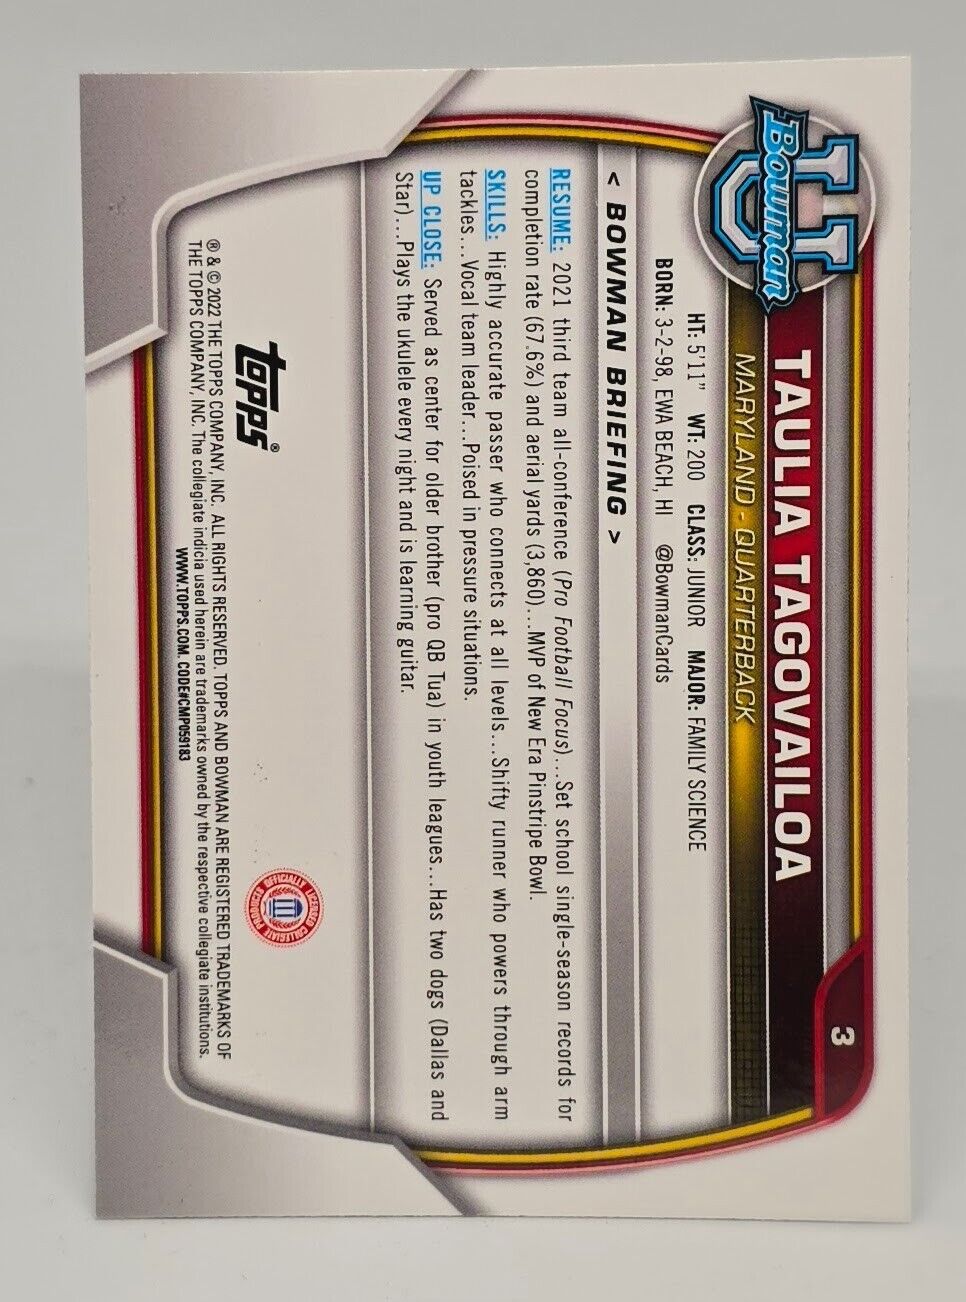 U
Bowman
3
TAULIA TAGOVAILOA
MARYLAND - QUARTERBACK
HT: 5'11" WT: 200 CLASS: JUNIOR MAJOR: FAMILY SCIENCE
BORN: 3-2-98, EWA BEACH, HI @BowmanCards
< BOWMAN BRIEFING >
RESUME: 2021 third team all-conference (Pro Football Focus)...Set school single-season records for
completion rate (67.6%) and aerial yards (3,860)...MVP of New Era Pinstripe Bowl.
SKILLS: Highly accurate passer who connects at all levels...Shifty runner who powers through arm
tackles...Vocal team leader...Poised in pressure situations.
UP CLOSE: Served as center for older brother (pro QB Tua) in youth leagues...Has two dogs (Dallas and
Star)...Plays the ukulele every night and is learning guitar.
topps®
OFFICIALLY LICENSED COLLEGIATE PRODUCTS
® & © 2022 THE TOPPS COMPANY, INC. ALL RIGHTS RESERVED. TOPPS AND BOWMAN ARE REGISTERED TRADEMARKS OF
THE TOPPS COMPANY, INC. The collegiate indicia used herein are trademarks owned by the respective collegiate institutions.
WWW.TOPPS.COM. CODE#CMP059183